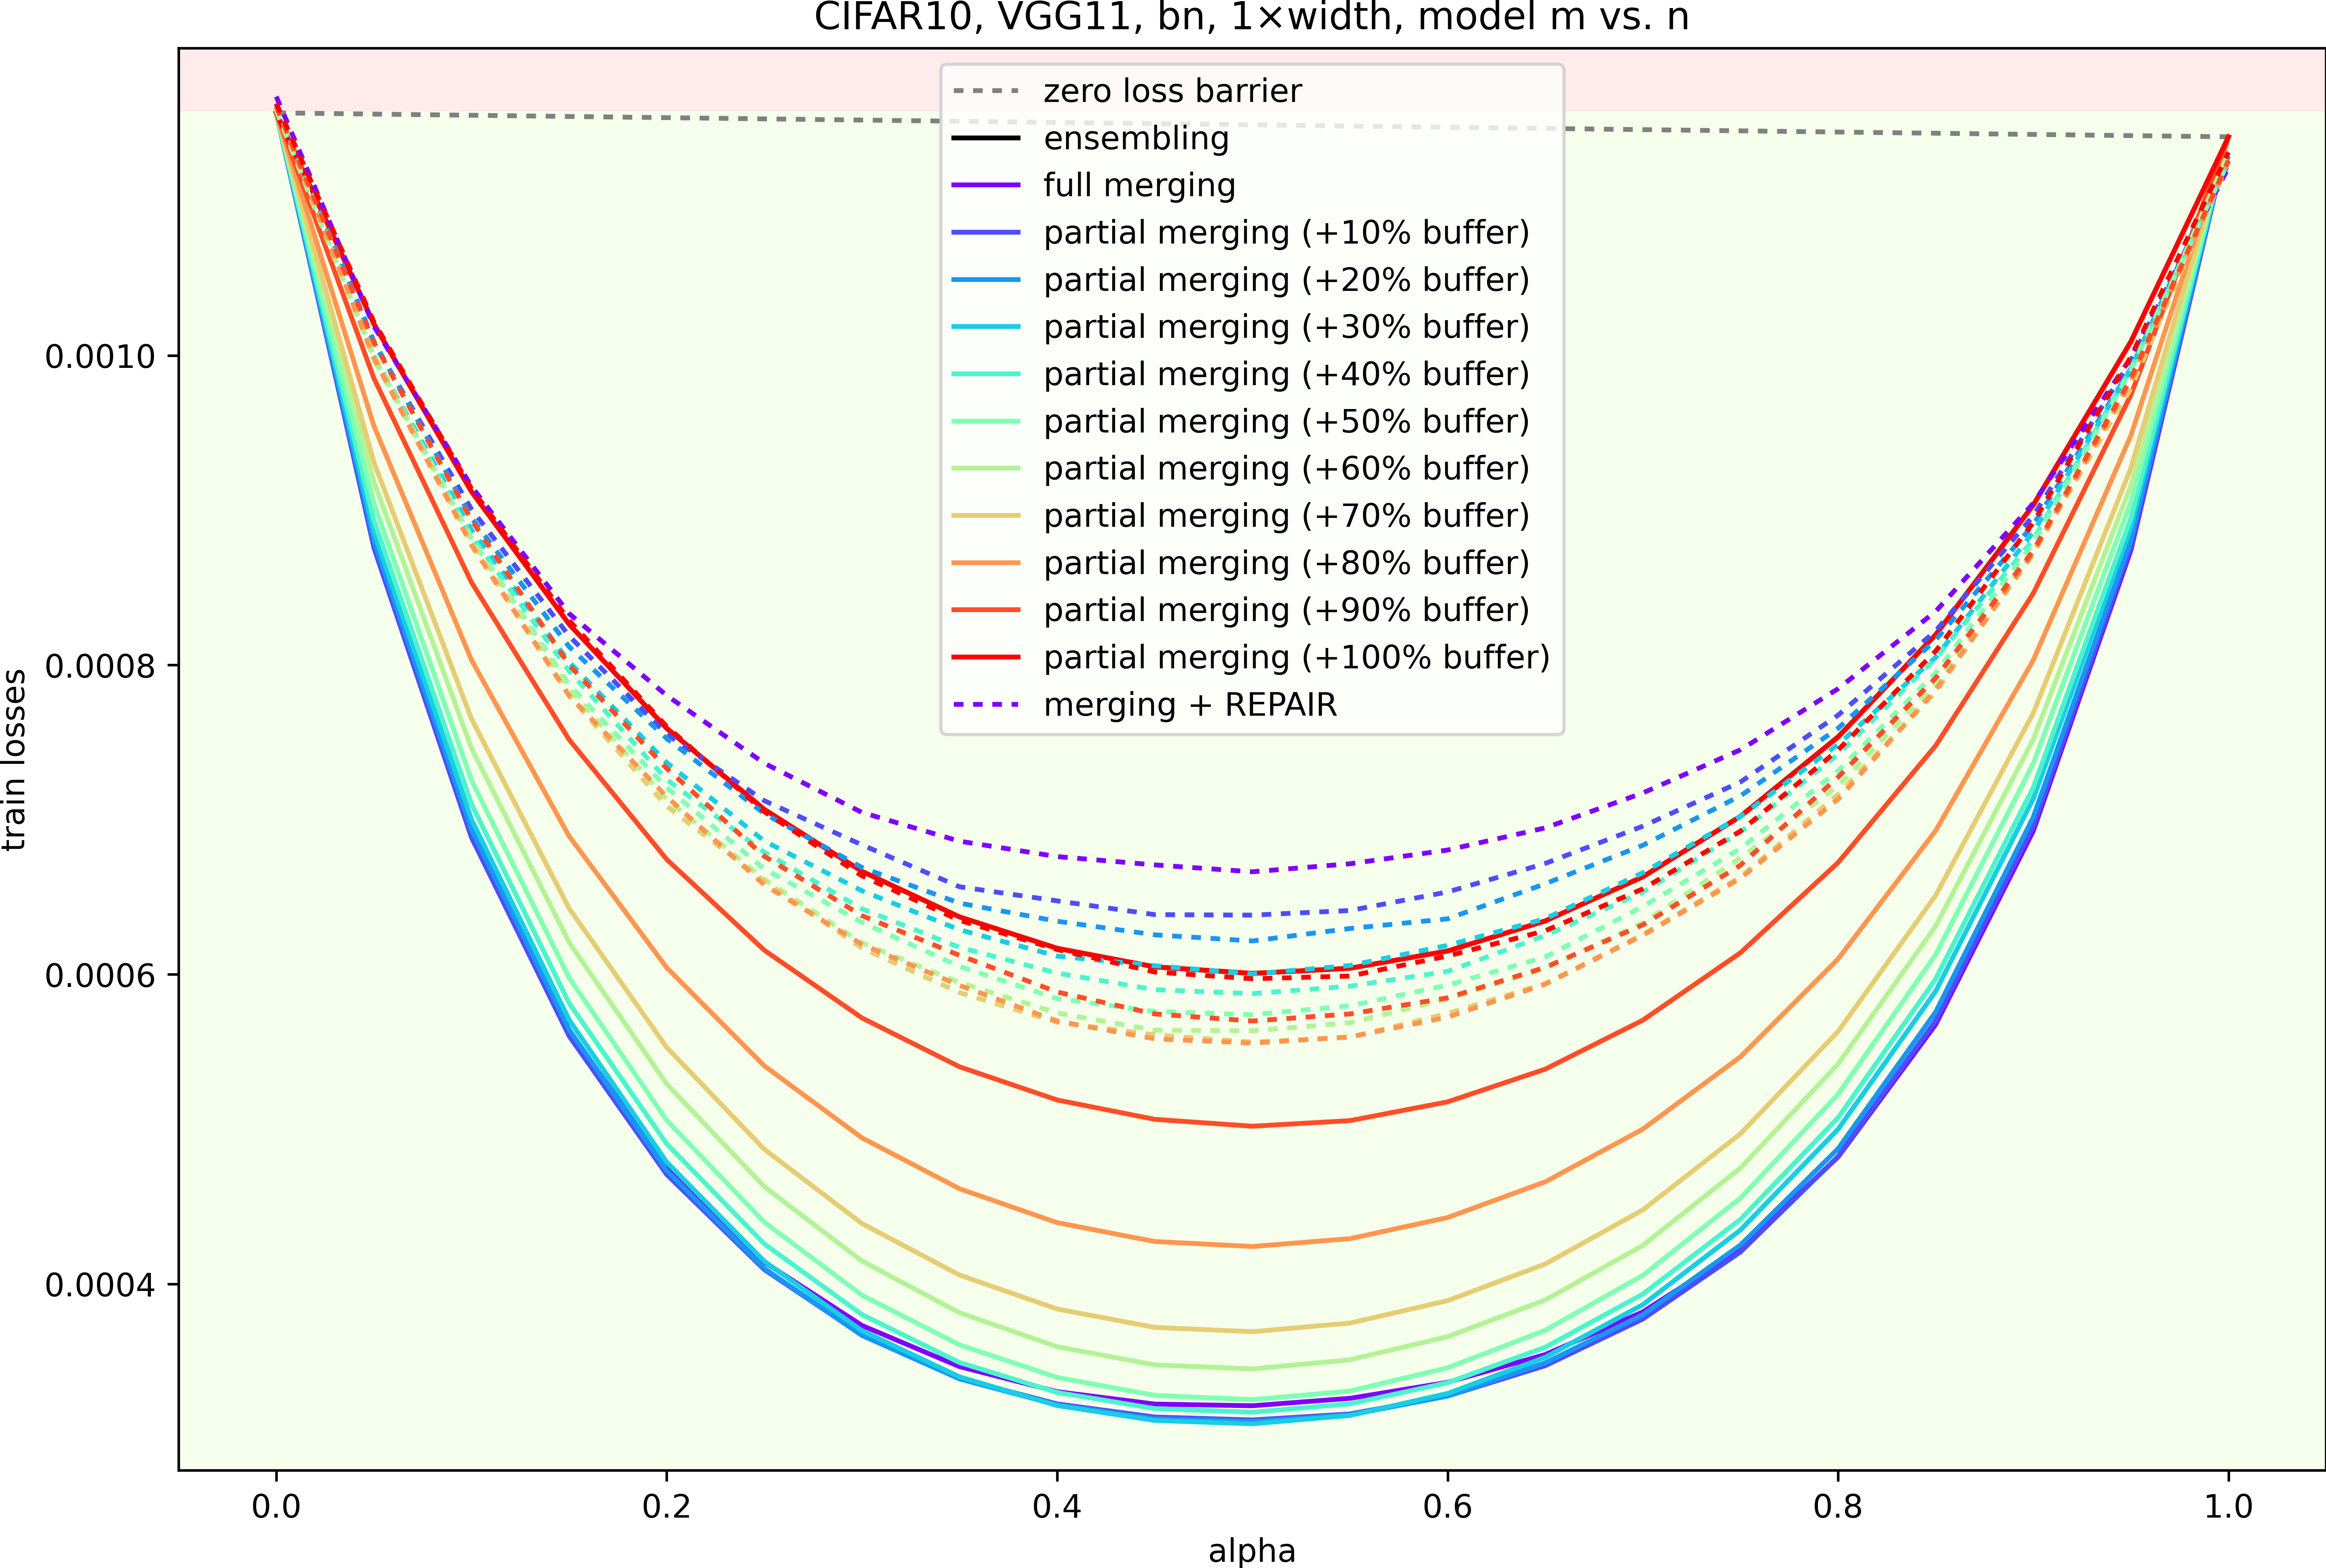 CIFAR10, VGG11, bn, 1×width, model m vs. n
zero loss barrier
ensembling
full merging
partial merging (+10% buffer)
partial merging (+20% buffer)
partial merging (+30% buffer)
partial merging (+40% buffer)
partial merging (+50% buffer)
partial merging (+60% buffer)
partial merging (+70% buffer)
partial merging (+80% buffer)
partial merging (+90% buffer)
partial merging (+100% buffer)
merging + REPAIR
train losses
0.0010
0.0008
0.0006
0.0004
0.0 0.2 0.4 0.6 0.8 1.0
alpha